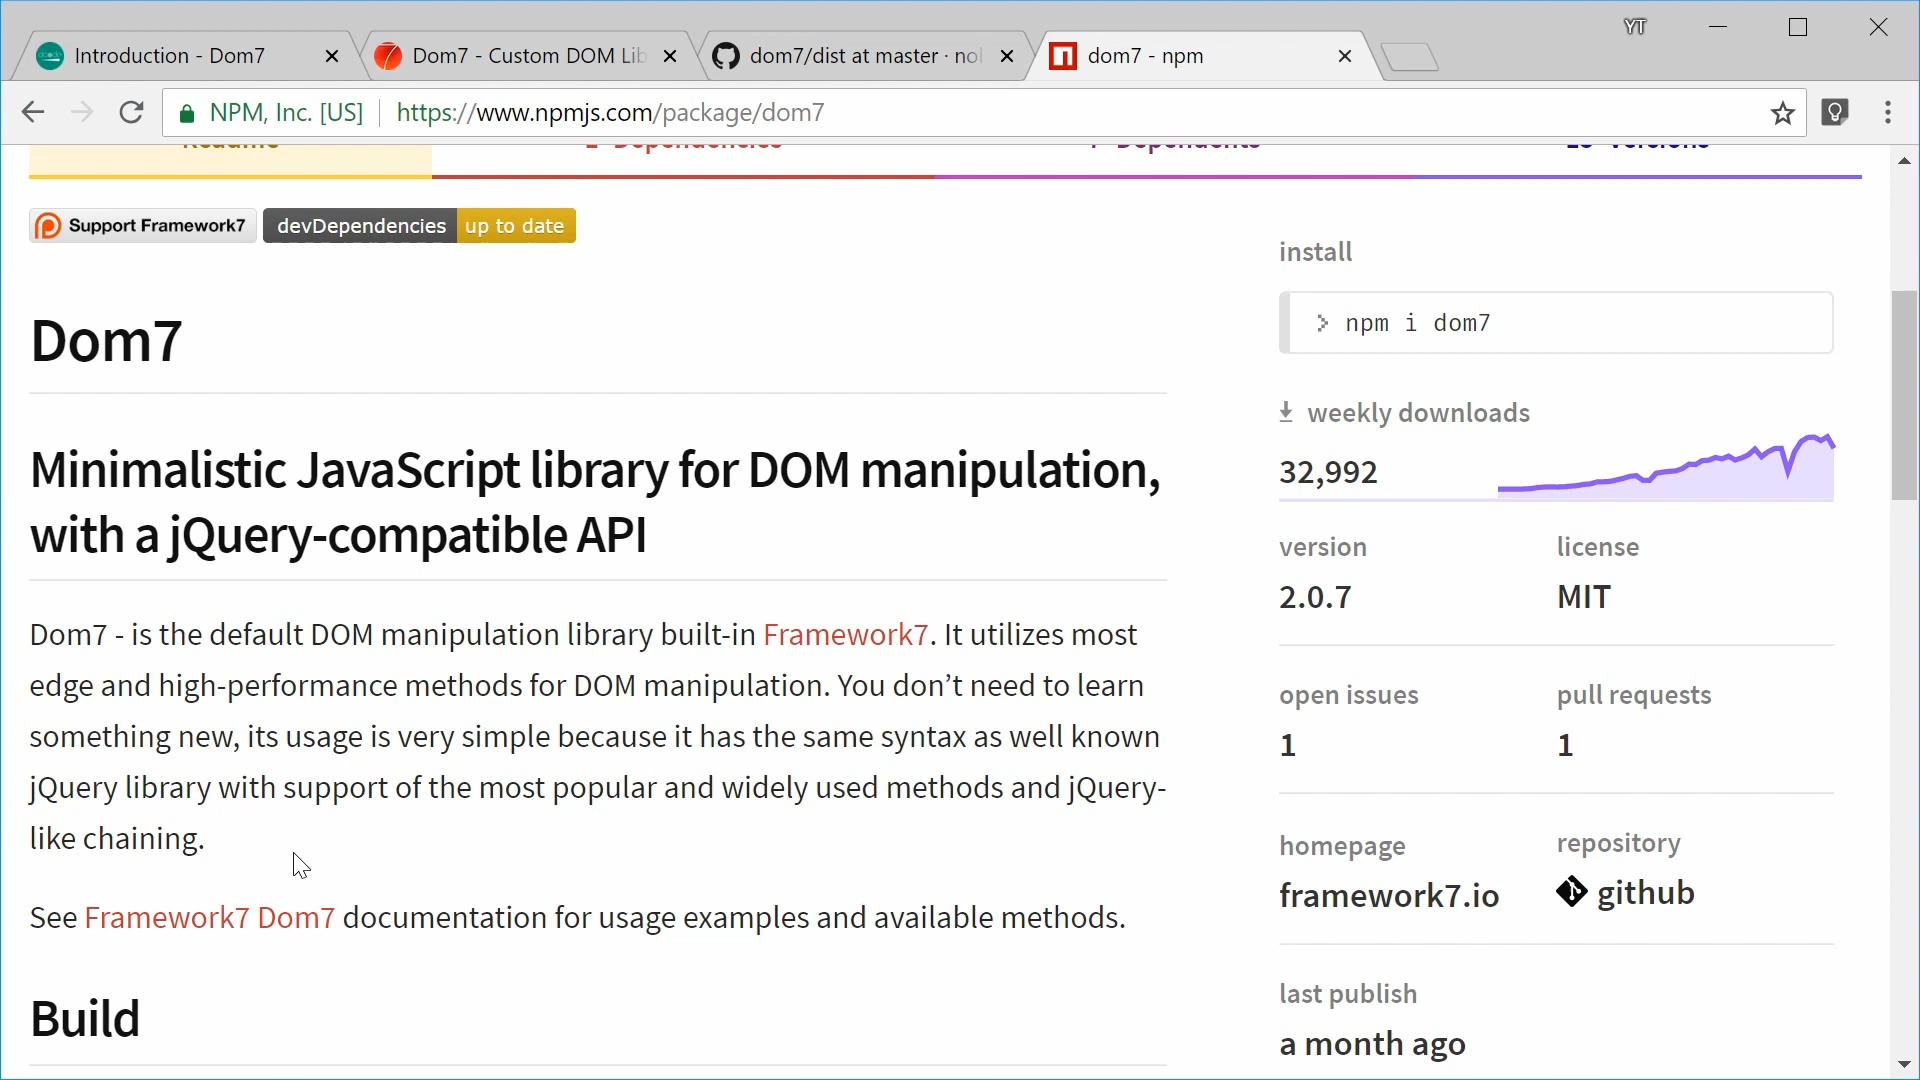 YT
Introduction - Dom7
Dom7 - Custom DOM Lib
dom7/dist at master · nol
dom7 - npm
NPM, Inc. [US]
https://www.npmjs.com/package/dom7
Readme
Dependencies
Dependents
Versions
Support Framework7
devDependencies up to date
Dom7
Minimalistic JavaScript library for DOM manipulation,
with a jQuery-compatible API
Dom7 - is the default DOM manipulation library built-in Framework7. It utilizes most
edge and high-performance methods for DOM manipulation. You don’t need to learn
something new, its usage is very simple because it has the same syntax as well known
jQuery library with support of the most popular and widely used methods and jQuery-
like chaining.
See Framework7 Dom7 documentation for usage examples and available methods.
Build
install
> npm i dom7
weekly downloads
32,992
version
license
2.0.7
MIT
open issues
pull requests
1
1
homepage
repository
framework7.io
github
last publish
a month ago